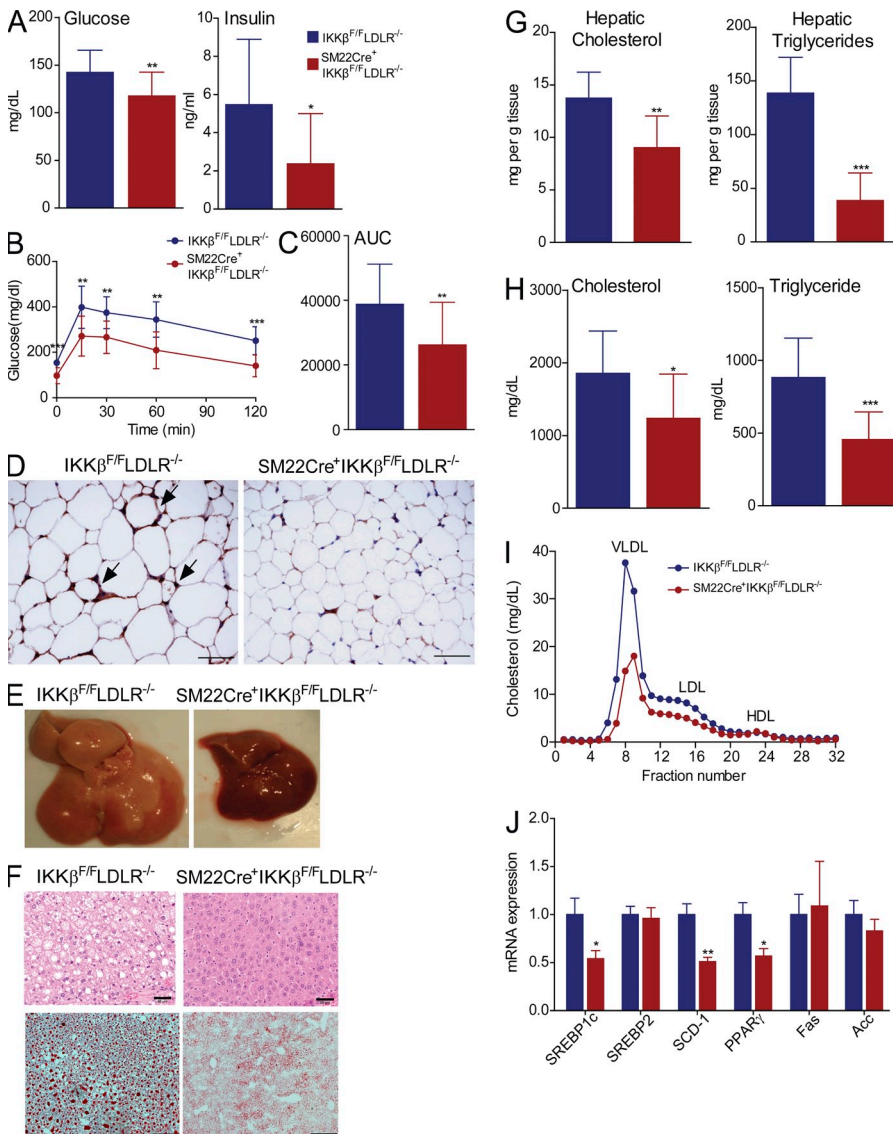 A
Glucose
Insulin
IKKβF/FLDLR-/-
SM22Cre+
IKKβF/FLDLR-/-
mg/dL
200
150
100
50
0
**
ng/ml
10
8
6
4
2
0
*
B
IKKβF/FLDLR-/-
SM22Cre+
IKKβF/FLDLR-/-
Glucose(mg/dl)
600
400
200
0
***
**
**
**
***
0
30
60
90
120
Time (min)
C
AUC
60000
40000
20000
0
**
D
IKKβF/FLDLR-/-
SM22Cre+IKKβF/FLDLR-/-
E
IKKβF/FLDLR-/-
SM22Cre+IKKβF/FLDLR-/-
F
IKKβF/FLDLR-/-
SM22Cre+IKKβF/FLDLR-/-
G
Hepatic
Cholesterol
Hepatic
Triglycerides
mg per g tissue
20
15
10
5
0
**
mg per g tissue
200
150
100
50
0
***
H
Cholesterol
Triglyceride
mg/dL
3000
2000
1000
0
*
mg/dL
1500
1000
500
0
***
I
VLDL
IKKβF/FLDLR-/-
SM22Cre+IKKβF/FLDLR-/-
LDL
HDL
Cholesterol (mg/dL)
40
30
20
10
0
0
4
8
12
16
20
24
28
32
Fraction number
J
mRNA expression
2.0
1.5
1.0
0.5
0.0
*
**
*
SREBP1c
SREBP2
SCD-1
PPARγ
Fas
Acc